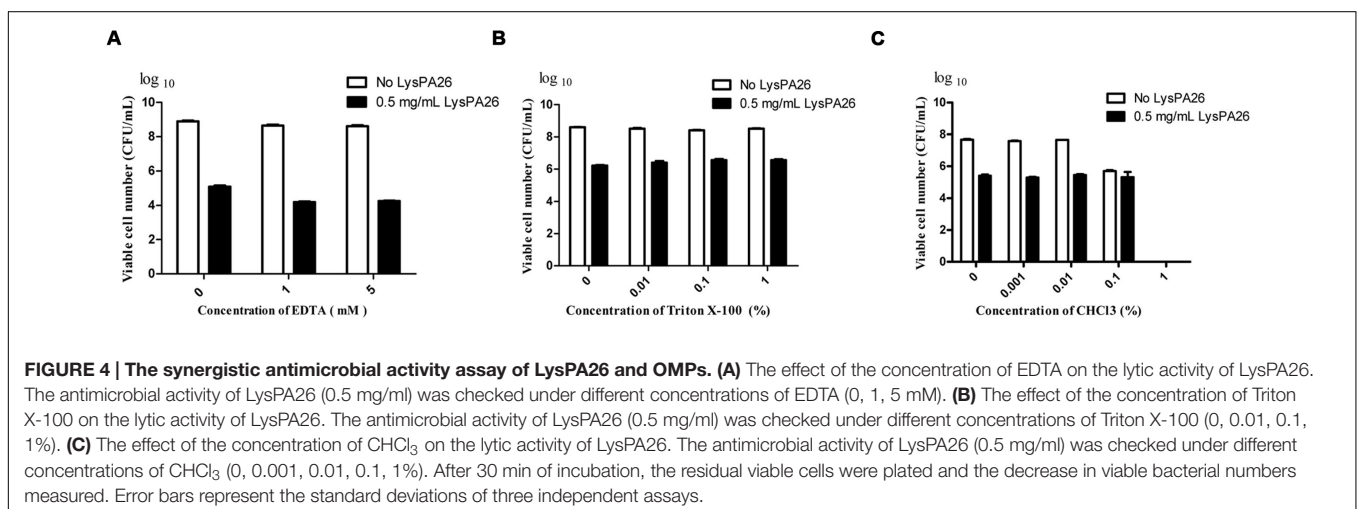 A
log 10
No LysPA26
0.5 mg/mL LysPA26
Viable cell number (CFU/mL)
10
8
6
4
2
0
0
1
5
Concentration of EDTA ( mM )
B
log 10
No LysPA26
0.5 mg/mL LysPA26
Viable cell number (CFU/mL)
10
8
6
4
2
0
0
0.01
0.1
1
Concentration of Triton X-100 (%)
C
log 10
No LysPA26
0.5 mg/mL LysPA26
Viable cell number (CFU/mL)
10
8
6
4
2
0
0
0.001
0.01
0.1
1
Concentration of CHCl3 (%)
FIGURE 4 | The synergistic antimicrobial activity assay of LysPA26 and OMPs. (A) The effect of the concentration of EDTA on the lytic activity of LysPA26.
The antimicrobial activity of LysPA26 (0.5 mg/ml) was checked under different concentrations of EDTA (0, 1, 5 mM). (B) The effect of the concentration of Triton
X-100 on the lytic activity of LysPA26. The antimicrobial activity of LysPA26 (0.5 mg/ml) was checked under different concentrations of Triton X-100 (0, 0.01, 0.1,
1%). (C) The effect of the concentration of CHCl₃ on the lytic activity of LysPA26. The antimicrobial activity of LysPA26 (0.5 mg/ml) was checked under different
concentrations of CHCl₃ (0, 0.001, 0.01, 0.1, 1%). After 30 min of incubation, the residual viable cells were plated and the decrease in viable bacterial numbers
measured. Error bars represent the standard deviations of three independent assays.